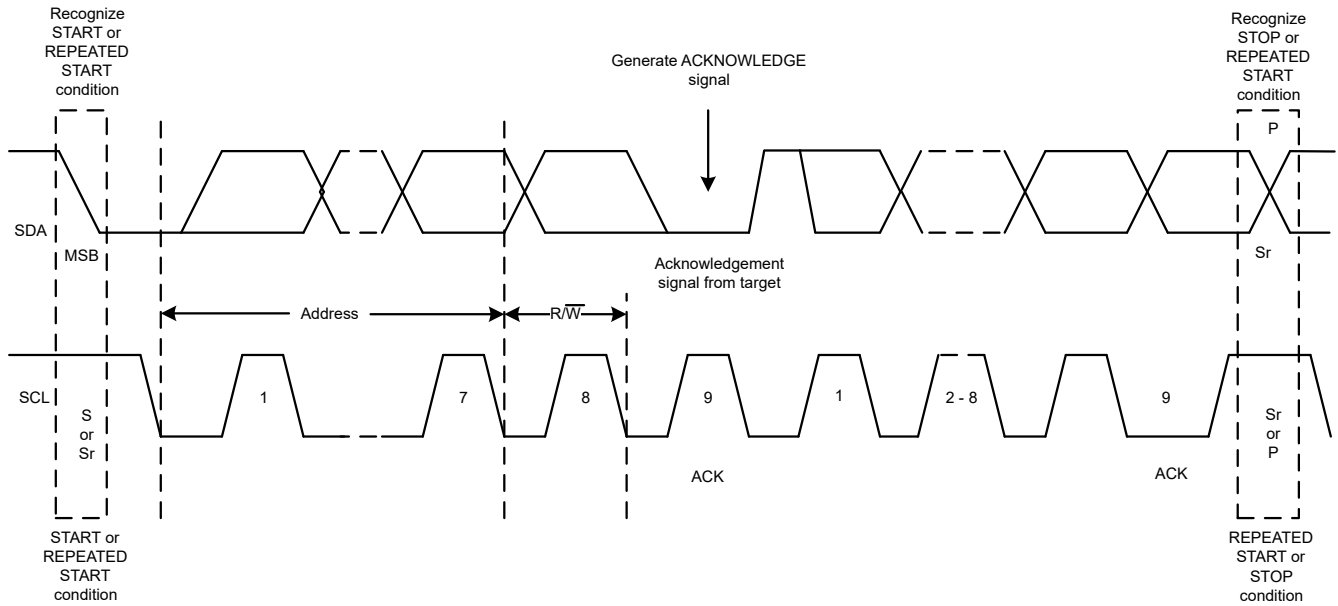 Recognize
START or
REPEATED
START
condition
Recognize
STOP or
REPEATED
START
condition
Generate ACKNOWLEDGE
signal
P
SDA
MSB
Acknowledgement
signal from target
Sr
Address
R/W̅
SCL
S
or
Sr
1
7
8
9
1
2 - 8
9
Sr
or
P
ACK
ACK
START or
REPEATED
START
condition
REPEATED
START or
STOP
condition